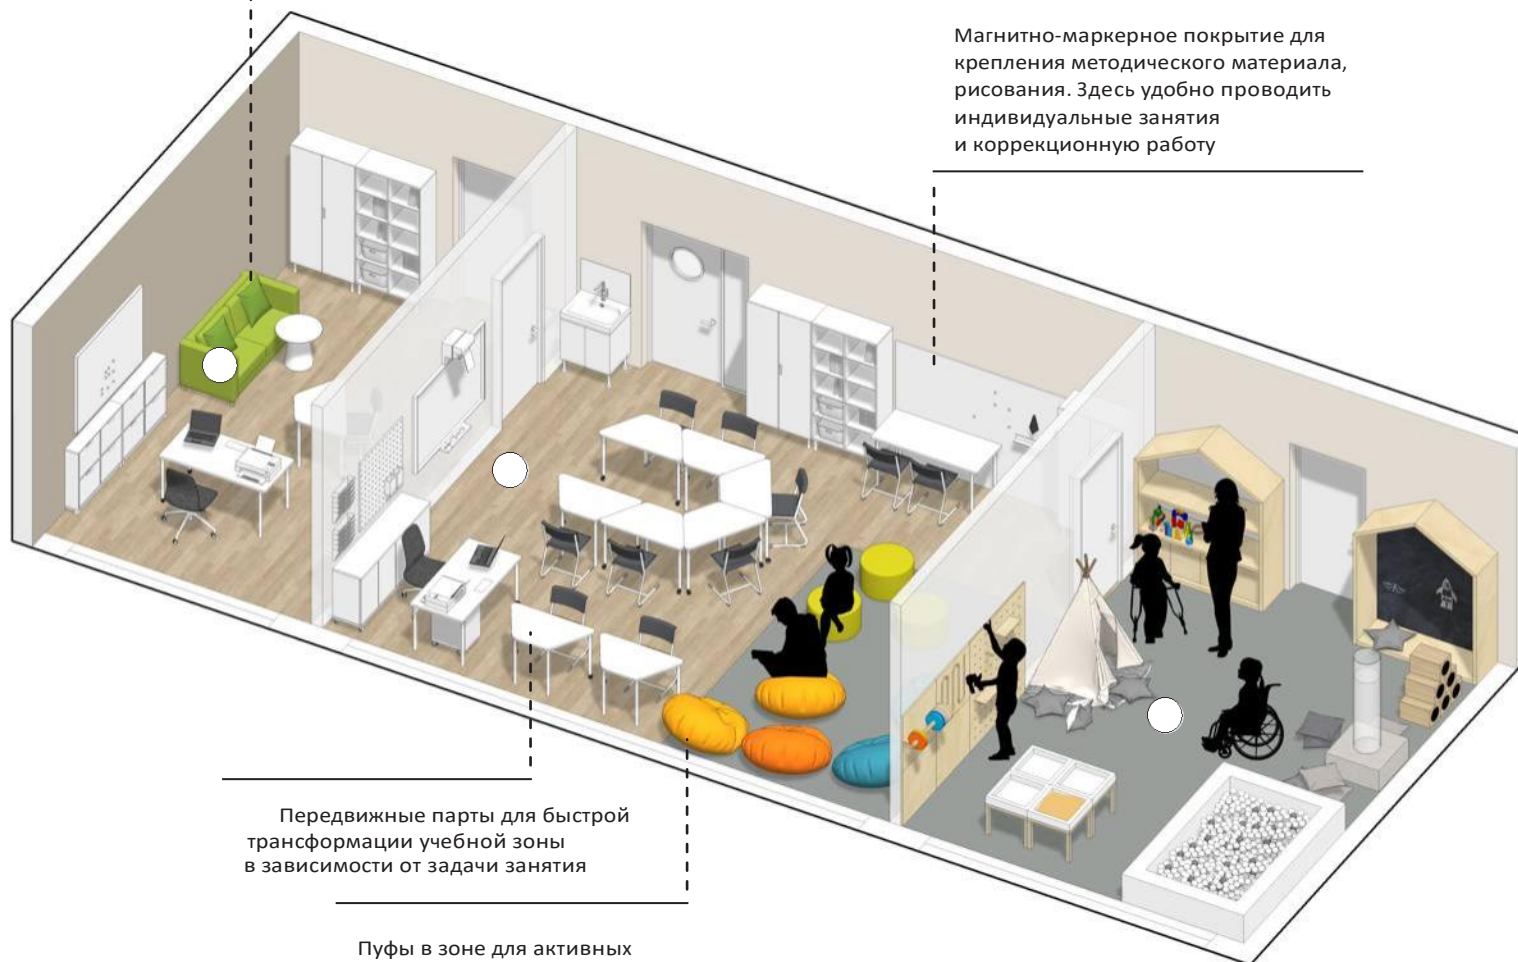 Магнитно-маркерное покрытие для
крепления методического материала,
рисования. Здесь удобно проводить
индивидуальные занятия
и коррекционную работу
Передвижные парты для быстрой
трансформации учебной зоны
в зависимости от задачи занятия
Пуфы в зоне для активных